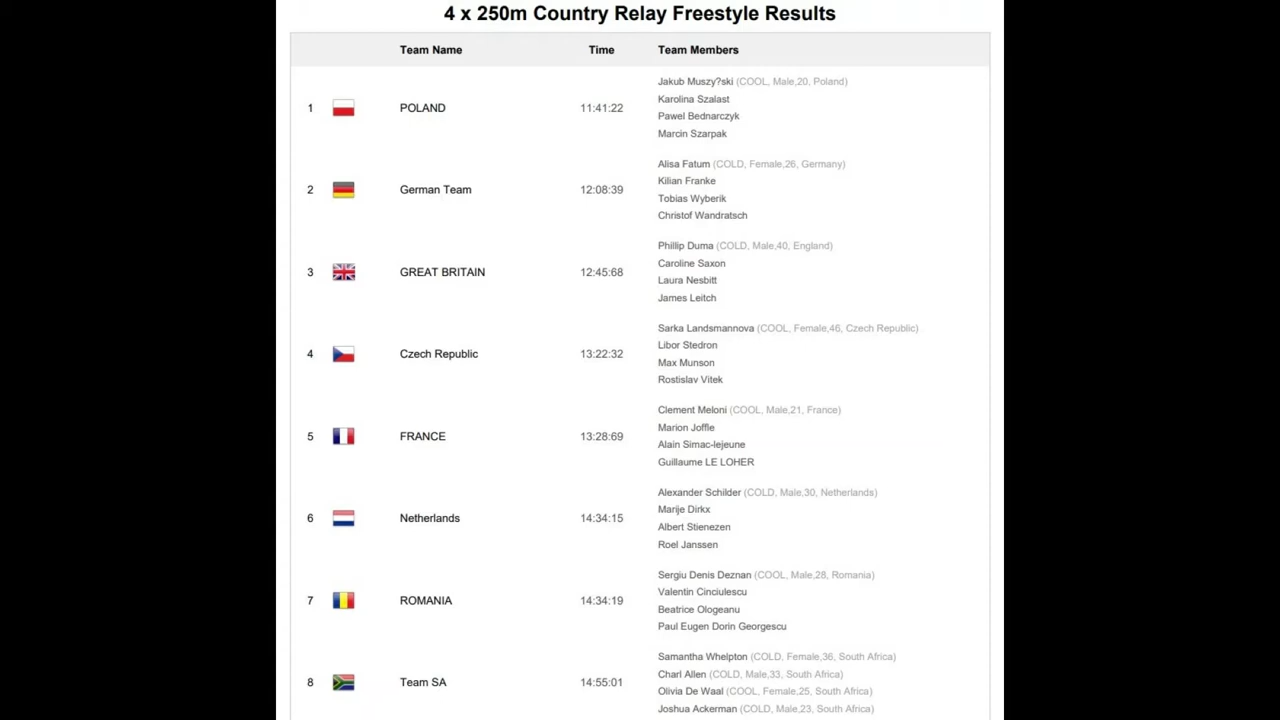 4 x 250m Country Relay Freestyle Results
Team Name Time Team Members
1 POLAND 11:41:22
Jakub Muszy?ski (COOL, Male,20, Poland)
Karolina Szalast
Pawel Bednarczyk
Marcin Szarpak
2 German Team 12:08:39
Alisa Fatum (COLD, Female,26, Germany)
Kilian Franke
Tobias Wyberik
Christof Wandratsch
3 GREAT BRITAIN 12:45:68
Phillip Duma (COLD, Male,40, England)
Caroline Saxon
Laura Nesbitt
James Leitch
4 Czech Republic 13:22:32
Sarka Landsmannova (COOL, Female,46, Czech Republic)
Libor Stedron
Max Munson
Rostislav Vitek
5 FRANCE 13:28:69
Clement Meloni (COOL, Male,21, France)
Marion Joffle
Alain Simac-lejeune
Guillaume LE LOHER
6 Netherlands 14:34:15
Alexander Schilder (COLD, Male,30, Netherlands)
Marije Dirkx
Albert Stienezen
Roel Janssen
7 ROMANIA 14:34:19
Sergiu Denis Deznan (COOL, Male,28, Romania)
Valentin Cinciulescu
Beatrice Ologeanu
Paul Eugen Dorin Georgescu
8 Team SA 14:55:01
Samantha Whelpton (COLD, Female,36, South Africa)
Charl Allen (COLD, Male,33, South Africa)
Olivia De Waal (COOL, Female,25, South Africa)
Joshua Ackerman (COLD, Male,23, South Africa)